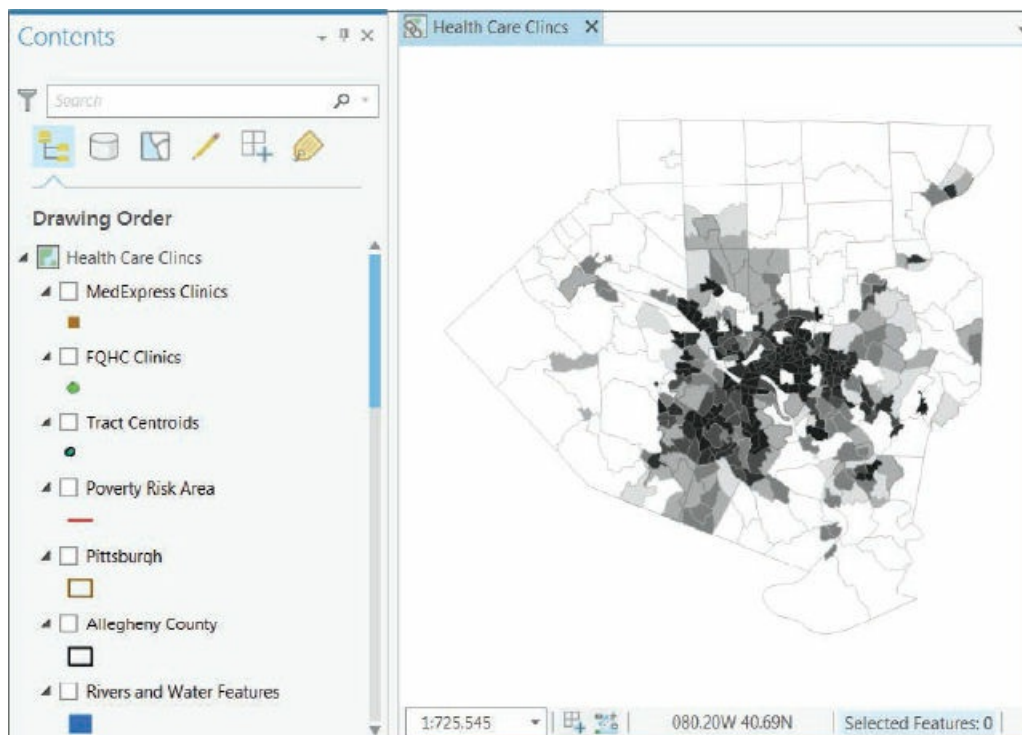 Contents
Health Care Clincs
Search
Drawing Order
Health Care Clincs
MedExpress Clinics
FQHC Clinics
Tract Centroids
Poverty Risk Area
Pittsburgh
Allegheny County
Rivers and Water Features
1:725,545
080.20W 40.69N
Selected Features: 0